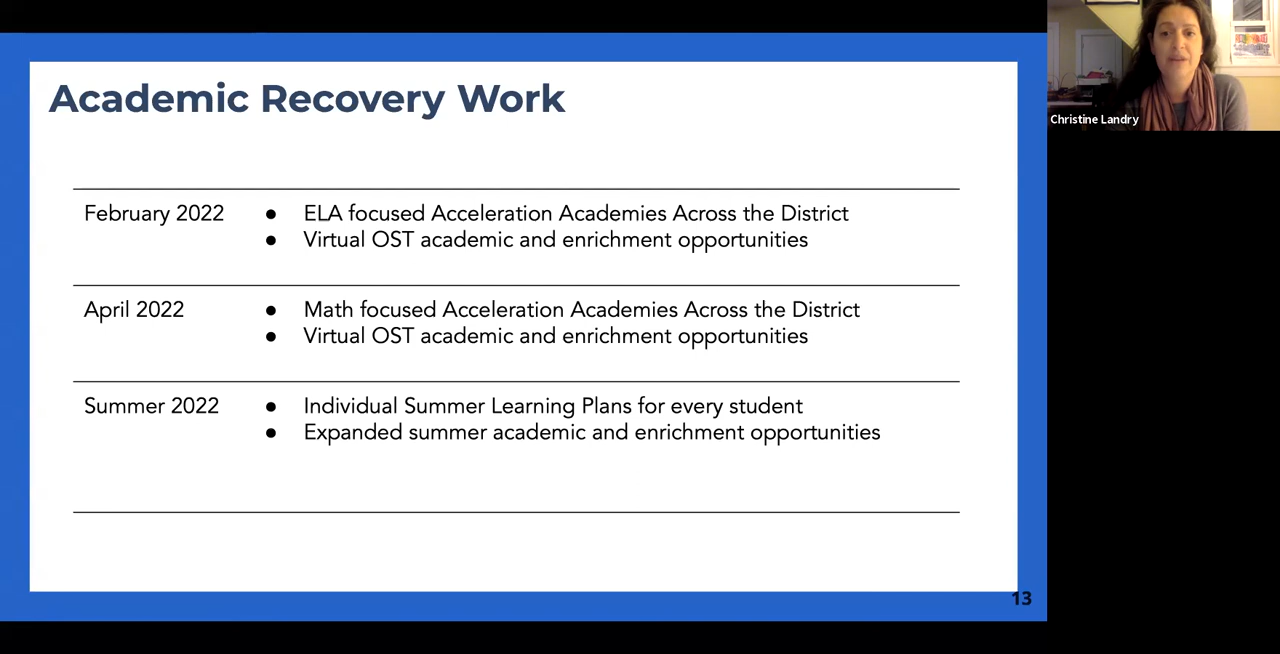 Academic Recovery Work
February 2022
● ELA focused Acceleration Academies Across the District
● Virtual OST academic and enrichment opportunities
April 2022
● Math focused Acceleration Academies Across the District
● Virtual OST academic and enrichment opportunities
Summer 2022
● Individual Summer Learning Plans for every student
● Expanded summer academic and enrichment opportunities
13
Christine Landry